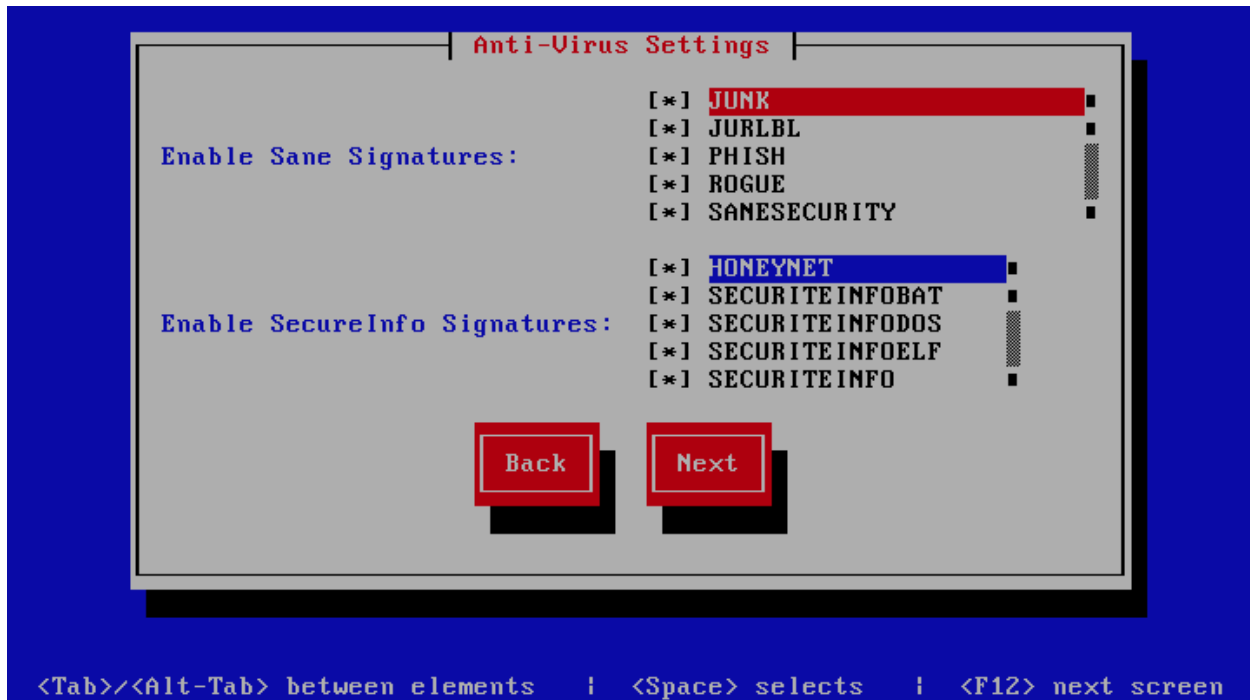 Anti-Virus Settings
[*] JUNK
[*] JURLBL
Enable Sane Signatures: [*] PHISH
[*] ROGUE
[*] SANESECURITY
[*] HONEYNET
[*] SECURITEINFOBAT
Enable SecureInfo Signatures: [*] SECURITEINFODOS
[*] SECURITEINFOELF
[*] SECURITEINFO
Back Next
<Tab>/<Alt-Tab> between elements | <Space> selects | <F12> next screen